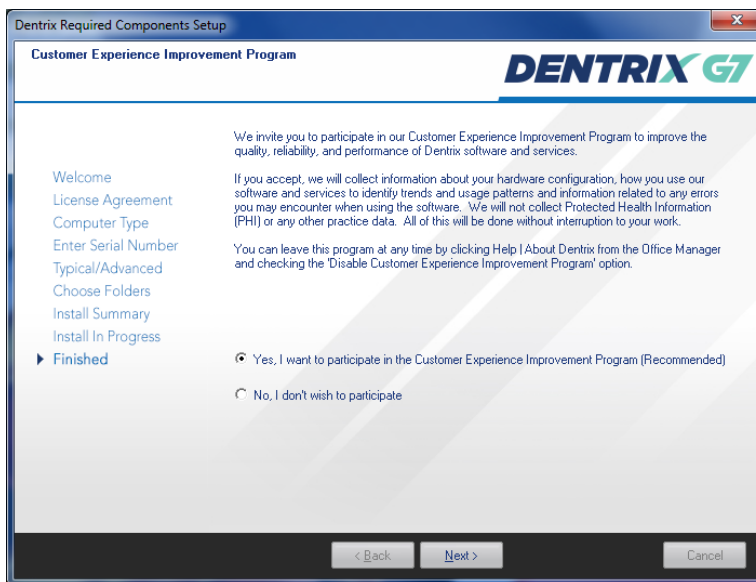 Dentrix Required Components Setup
Customer Experience Improvement Program
DENTRIX G7
We invite you to participate in our Customer Experience Improvement Program to improve the
quality, reliability, and performance of Dentrix software and services.
If you accept, we will collect information about your hardware configuration, how you use our
software and services to identify trends and usage patterns and information related to any errors
you may encounter when using the software.  We will not collect Protected Health Information
(PHI) or any other practice data.  All of this will be done without interruption to your work.
You can leave this program at any time by clicking Help | About Dentrix from the Office Manager
and checking the 'Disable Customer Experience Improvement Program' option.
Welcome
License Agreement
Computer Type
Enter Serial Number
Typical/Advanced
Choose Folders
Install Summary
Install In Progress
Finished
Yes, I want to participate in the Customer Experience Improvement Program (Recommended)
No, I don't wish to participate
< Back
Next >
Cancel